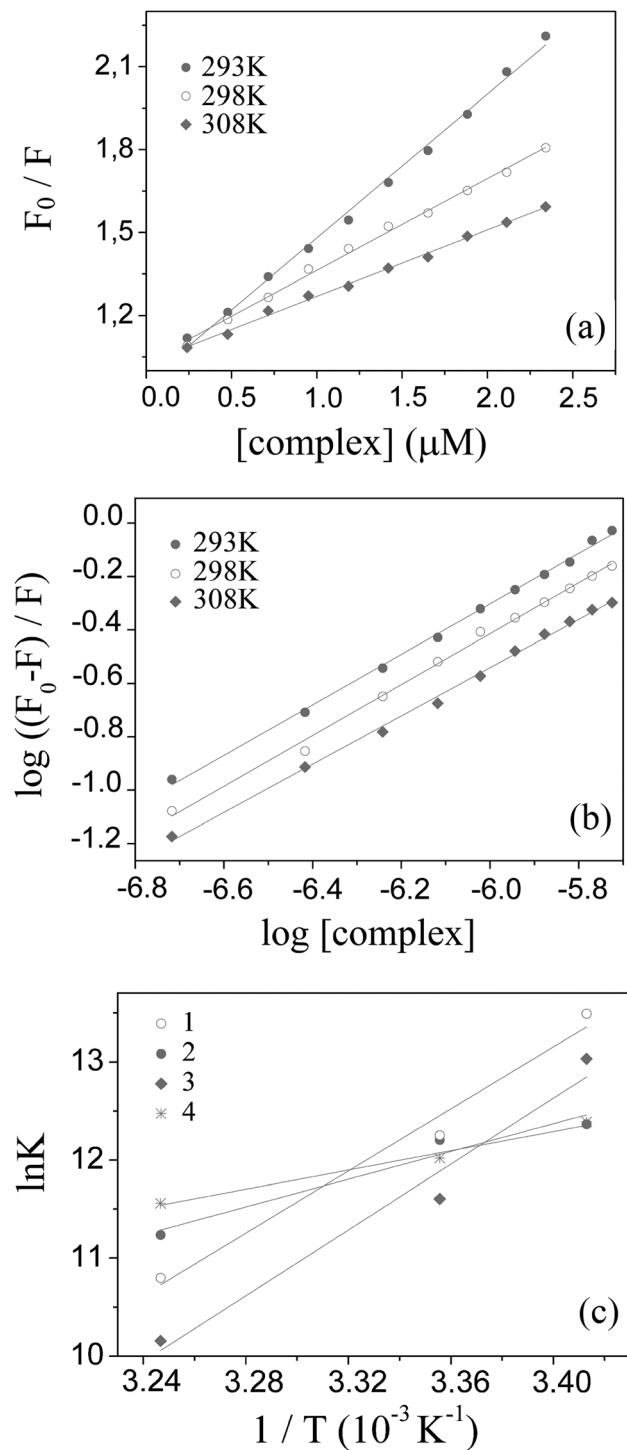 2,1
1,8
1,5
1,2
F0 / F
293K
298K
308K
(a)
0.0 0.5 1.0 1.5 2.0 2.5
[complex] (μM)
0.0
-0.2
-0.4
-0.6
-0.8
-1.0
-1.2
log ((F0-F) / F)
293K
298K
308K
(b)
-6.8 -6.6 -6.4 -6.2 -6.0 -5.8
log [complex]
13
12
11
10
lnK
1
2
3
4
(c)
3.24 3.28 3.32 3.36 3.40
1 / T (10-3 K-1)